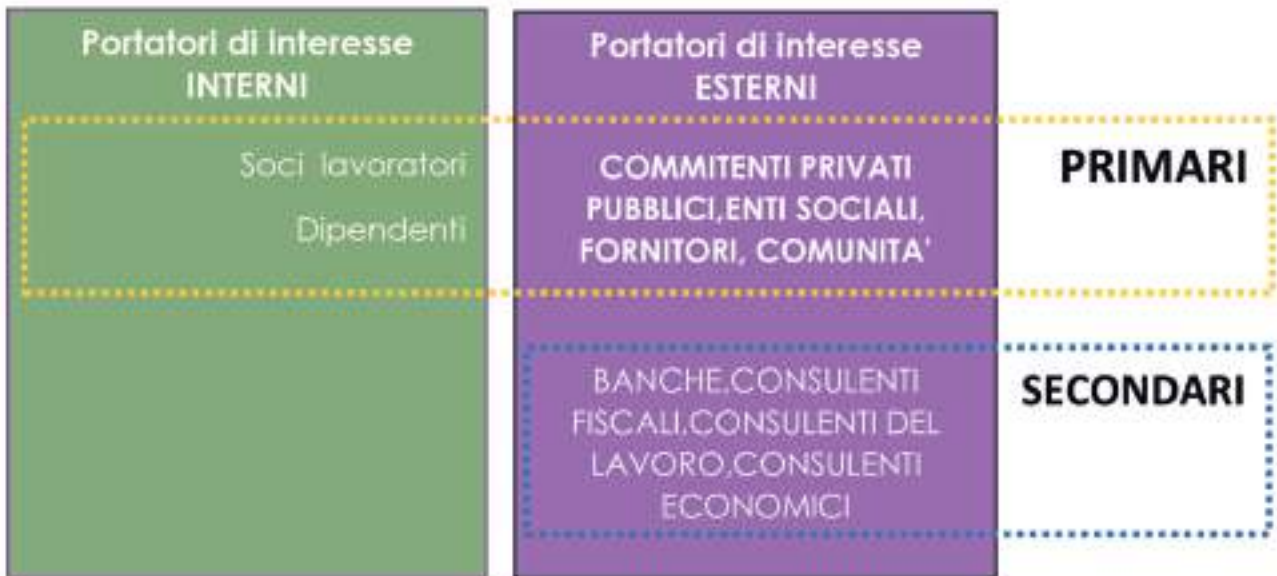 Portatori di interesse
INTERNI
Soci lavoratori
Dipendenti
Portatori di interesse
ESTERNI
COMMITENTI PRIVATI
PUBBLICI,ENTI SOCIALI,
FORNITORI, COMUNITA'
PRIMARI
BANCHE,CONSULENTI
FISCALI,CONSULENTI DEL
LAVORO,CONSULENTI
ECONOMICI
SECONDARI